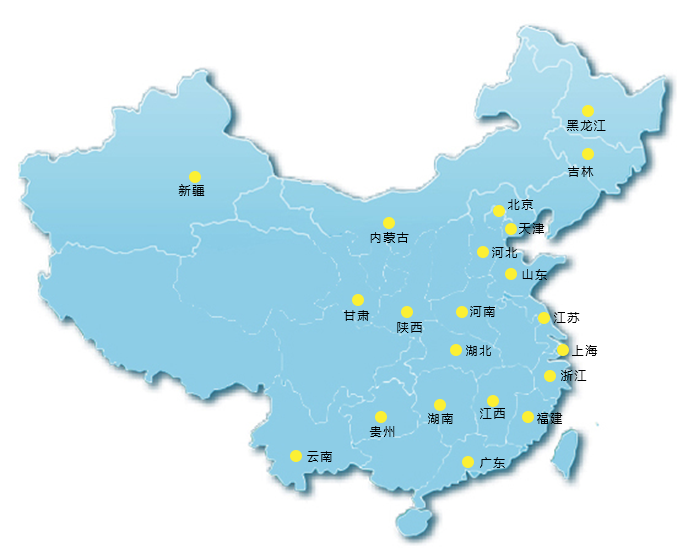 黑龙江
吉林
新疆
北京
天津
内蒙古
河北
山东
甘肃
河南
江苏
陕西
湖北
上海
浙江
江西
湖南
福建
贵州
云南
广东